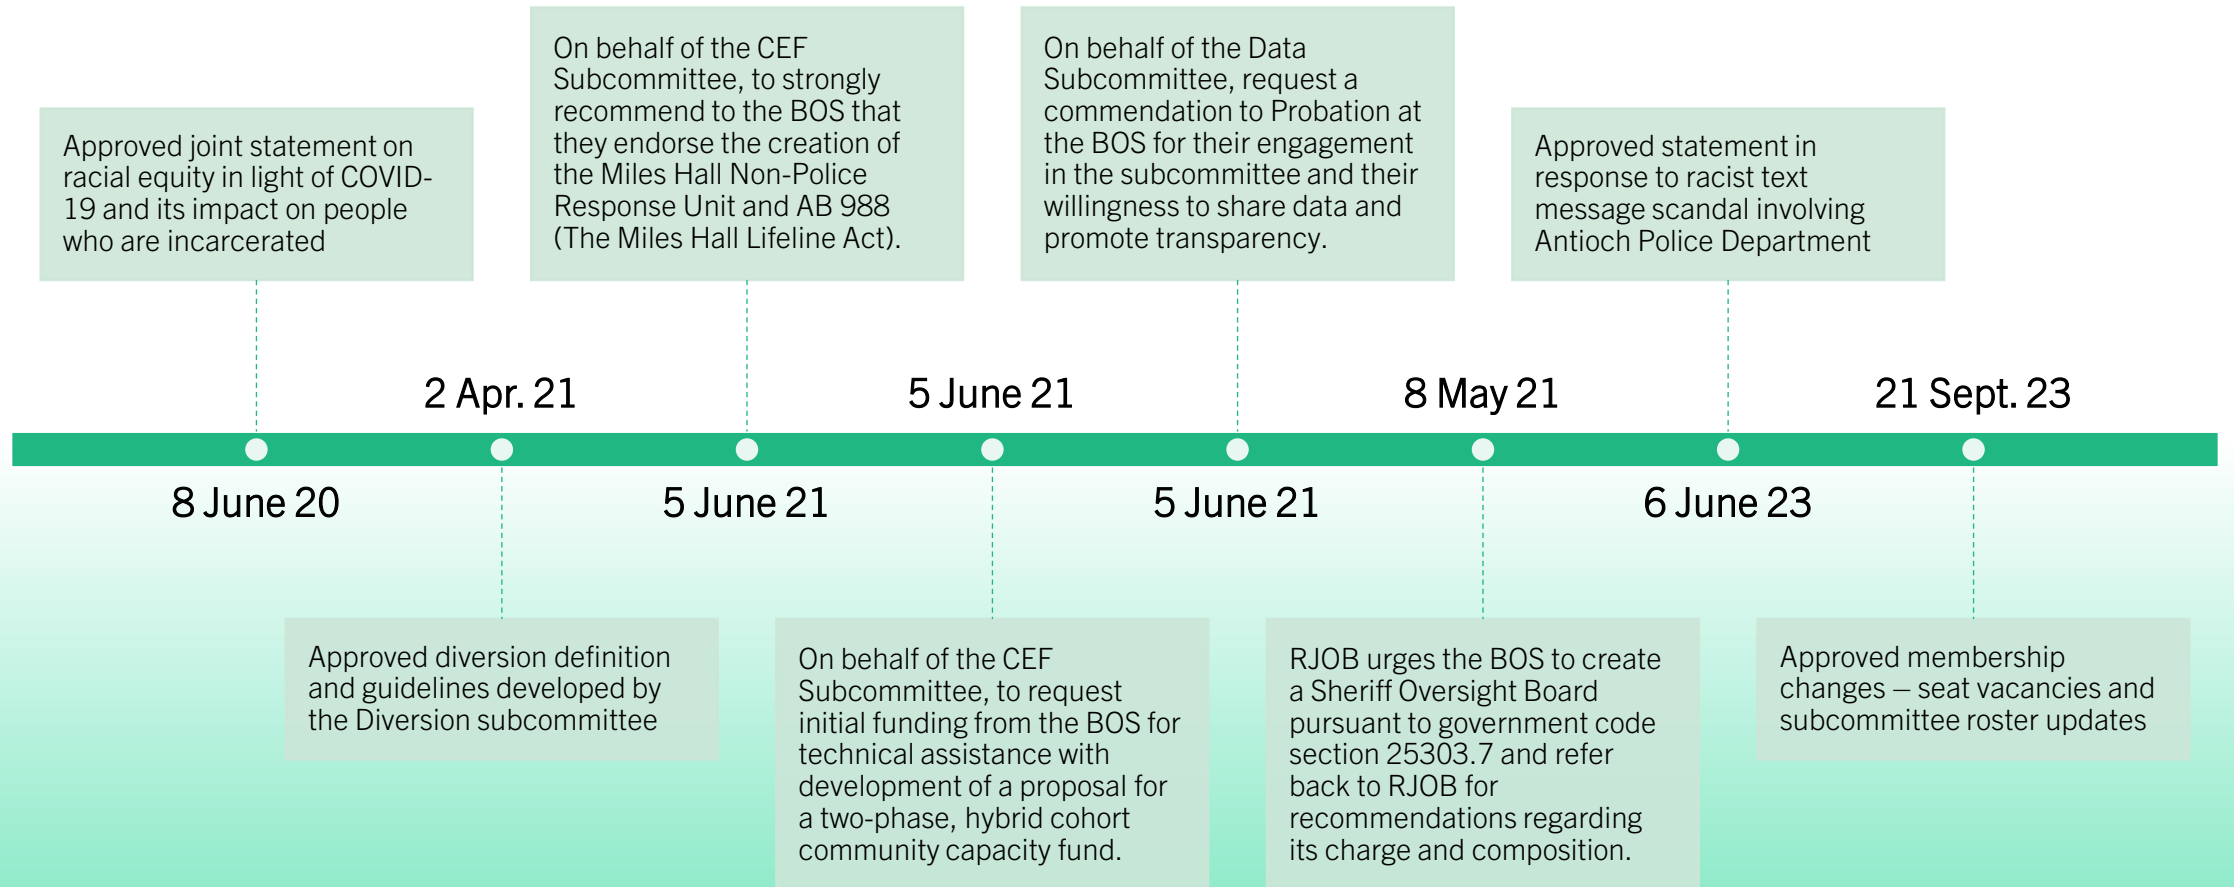 Approved joint statement on
racial equity in light of COVID-
19 and its impact on people
who are incarcerated
On behalf of the CEF
Subcommittee, to strongly
recommend to the BOS that
they endorse the creation of
the Miles Hall Non-Police
Response Unit and AB 988
(The Miles Hall Lifeline Act).
On behalf of the Data
Subcommittee, request a
commendation to Probation at
the BOS for their engagement
in the subcommittee and their
willingness to share data and
promote transparency.
Approved statement in
response to racist text
message scandal involving
Antioch Police Department
2 Apr. 21
5 June 21
8 May 21
21 Sept. 23
8 June 20
5 June 21
5 June 21
6 June 23
Approved diversion definition
and guidelines developed by
the Diversion subcommittee
On behalf of the CEF
Subcommittee, to request
initial funding from the BOS for
technical assistance with
development of a proposal for
a two-phase, hybrid cohort
community capacity fund.
RJOB urges the BOS to create
a Sheriff Oversight Board
pursuant to government code
section 25303.7 and refer
back to RJOB for
recommendations regarding
its charge and composition.
Approved membership
changes – seat vacancies and
subcommittee roster updates